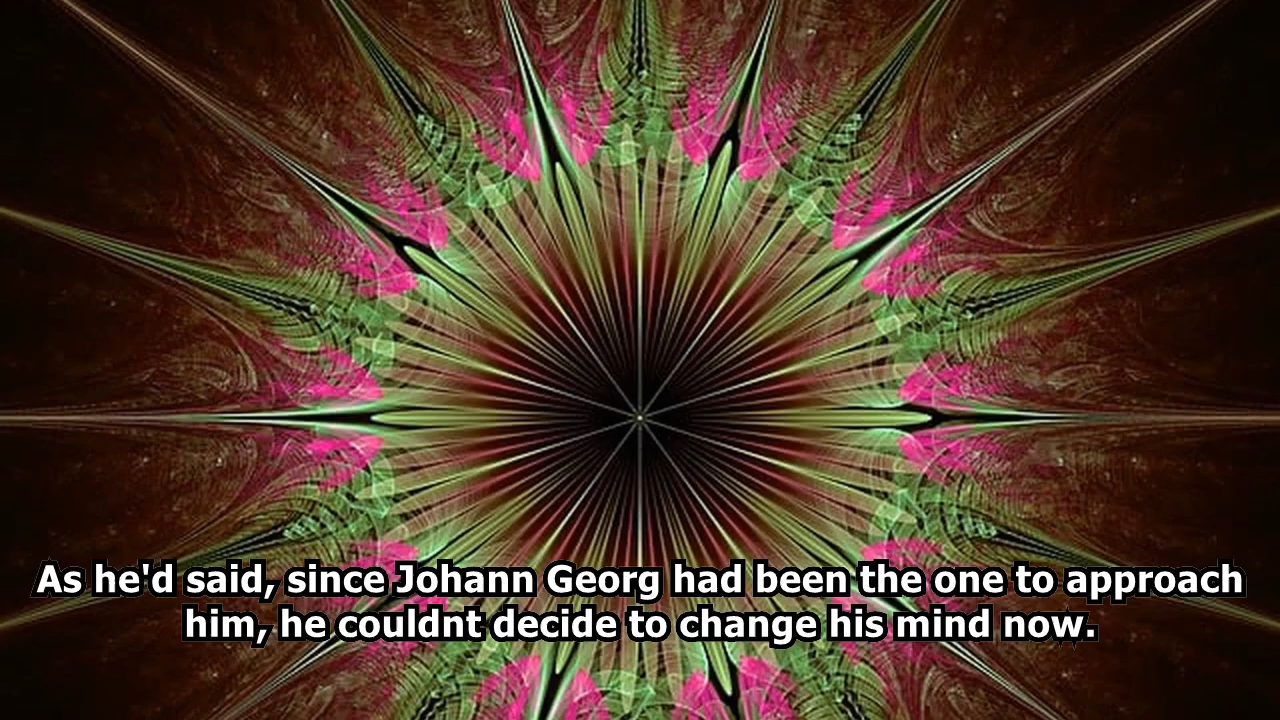 As he'd said, since Johann Georg had been the one to approach
him, he couldnt decide to change his mind now.